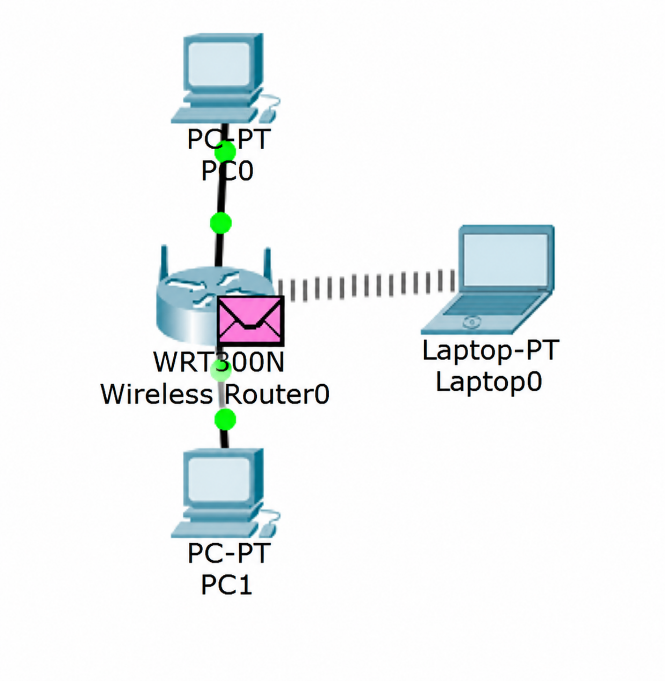 PC-PT
PC0
WRT300N
Wireless Router0
Laptop-PT
Laptop0
PC-PT
PC1